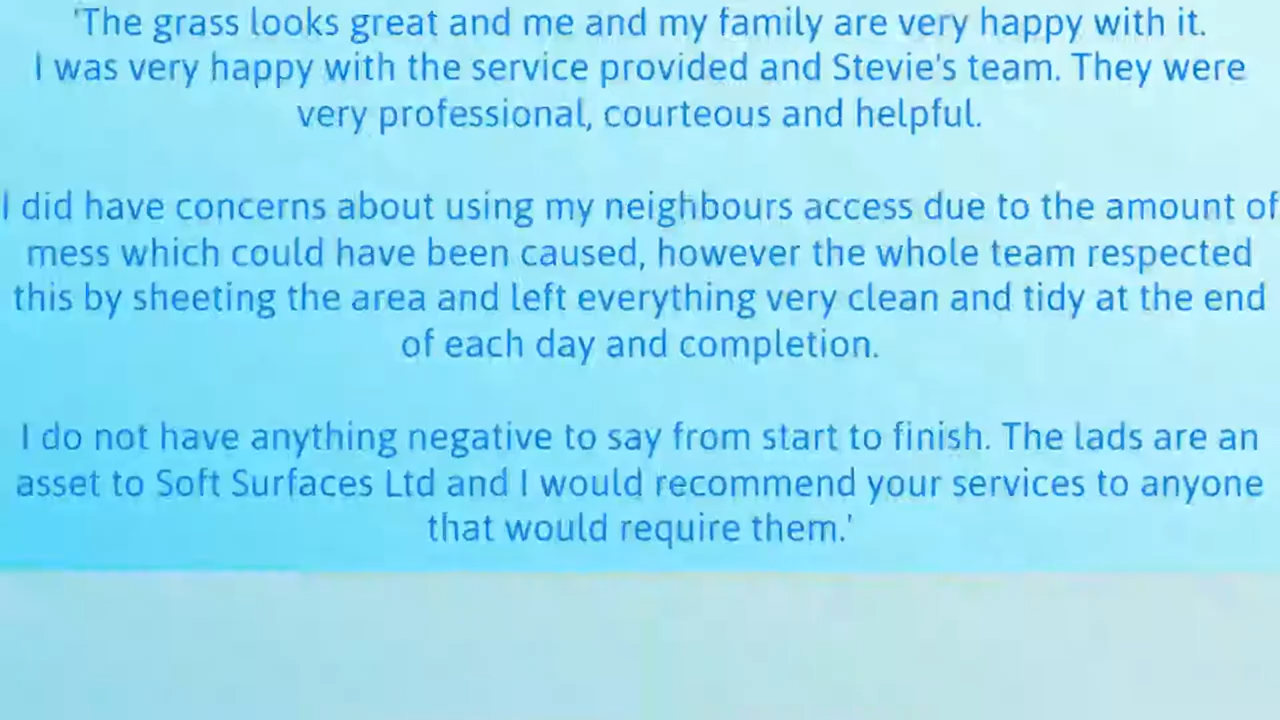 'The grass looks great and me and my family are very happy with it.
I was very happy with the service provided and Stevie's team. They were
very professional, courteous and helpful.
I did have concerns about using my neighbours access due to the amount of
mess which could have been caused, however the whole team respected
this by sheeting the area and left everything very clean and tidy at the end
of each day and completion.
I do not have anything negative to say from start to finish. The lads are an
asset to Soft Surfaces Ltd and I would recommend your services to anyone
that would require them.'